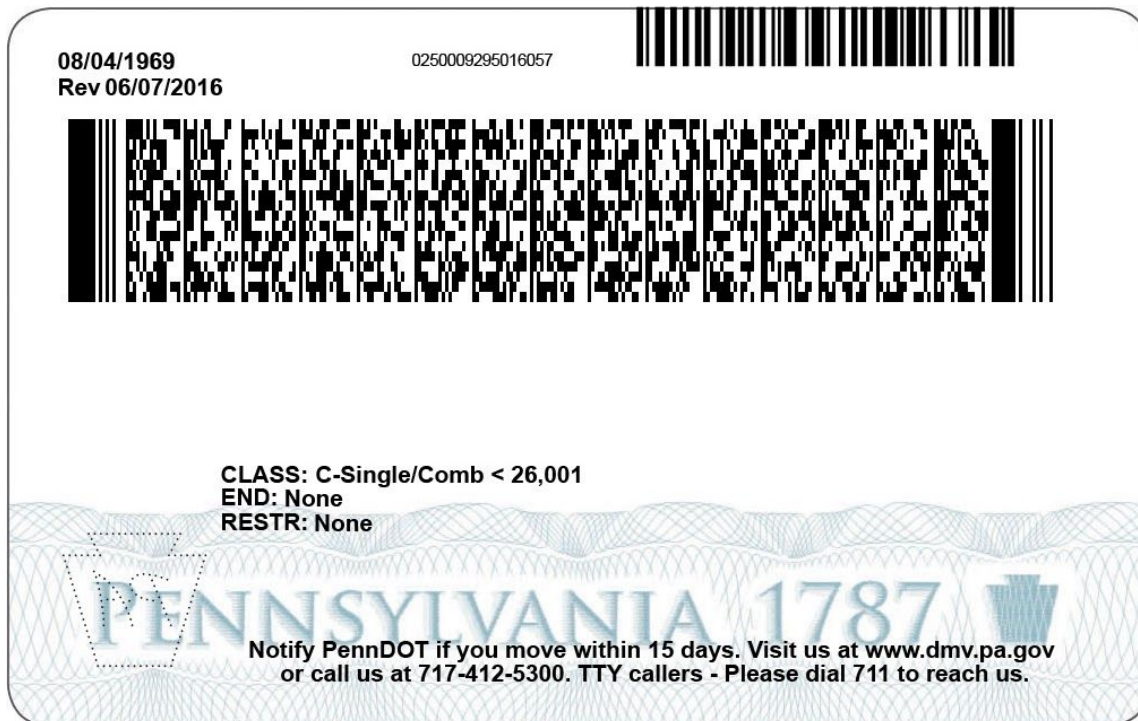 08/04/1969
0250009295016057
Rev 06/07/2016
CLASS: C-Single/Comb < 26,001
END: None
RESTR: None
PA
PENNSYLVANIA 1787
Notify PennDOT if you move within 15 days. Visit us at www.dmv.pa.gov
or call us at 717-412-5300. TTY callers - Please dial 711 to reach us.